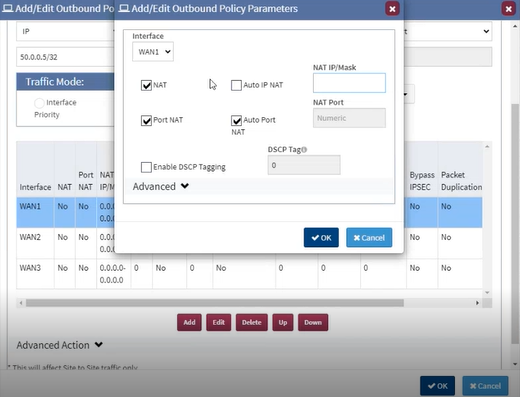 Add/Edit Outbound Po
Add/Edit Outbound Policy Parameters
IP
50.0.0.5/32
Traffic Mode:
Interface
Priority
Interface
WAN1
NAT
Auto IP NAT
NAT IP/Mask
Port NAT
Auto Port
NAT
NAT Port
Numeric
Enable DSCP Tagging
DSCP Tag
0
Advanced
OK
Cancel
Interface NAT Port NAT NAT IP/M Bypass IPSEC Packet Duplication
WAN1 No No 0.0.0 0.0.0 No No
WAN2 No No 0.0.0 0.0.0 No No
WAN3 No No 0.0.0.0- 0.0.0.0 0 No 0 No 0 0 0 No No
Add
Edit
Delete
Up
Down
Advanced Action
* This will affect Site to Site traffic only
OK
Cancel